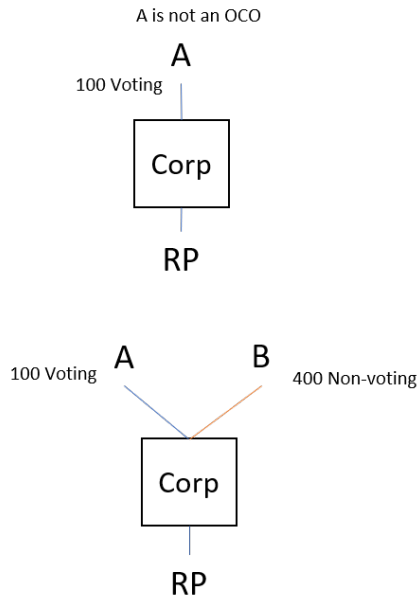 A is not an OCO
A
100 Voting
Corp
RP
A
B
100 Voting
400 Non-voting
Corp
RP